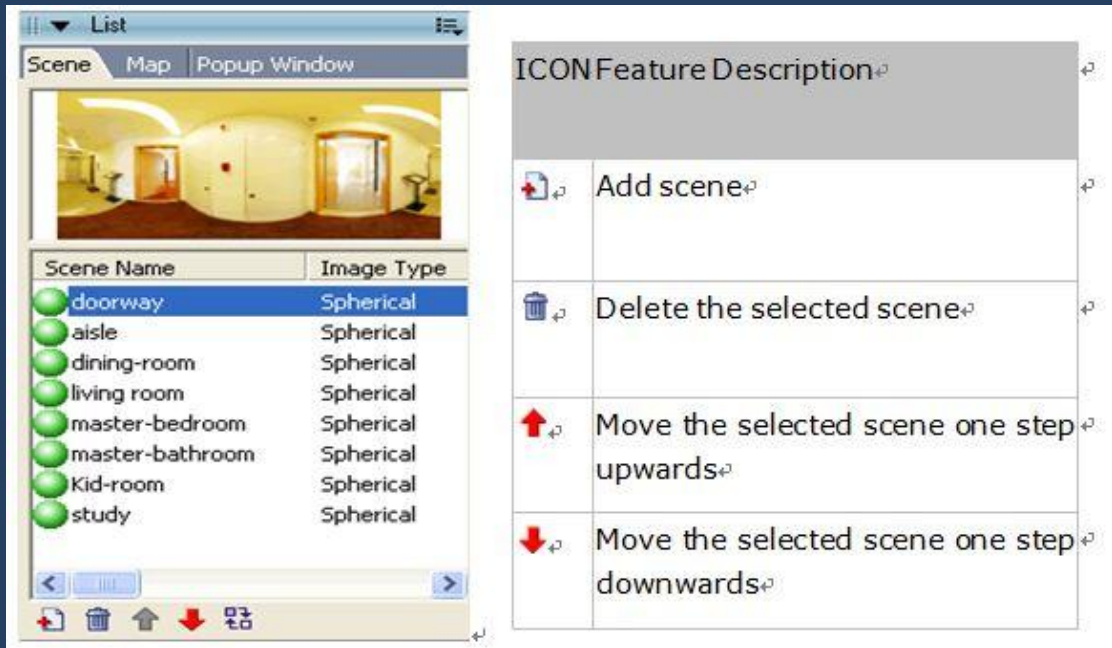 List
Scene Map Popup Window
Scene Name Image Type
doorway Spherical
aisle Spherical
dining-room Spherical
living room Spherical
master-bedroom Spherical
master-bathroom Spherical
Kid-room Spherical
study Spherical
ICON Feature Description
Add scene
Delete the selected scene
Move the selected scene one step
upwards
Move the selected scene one step
downwards